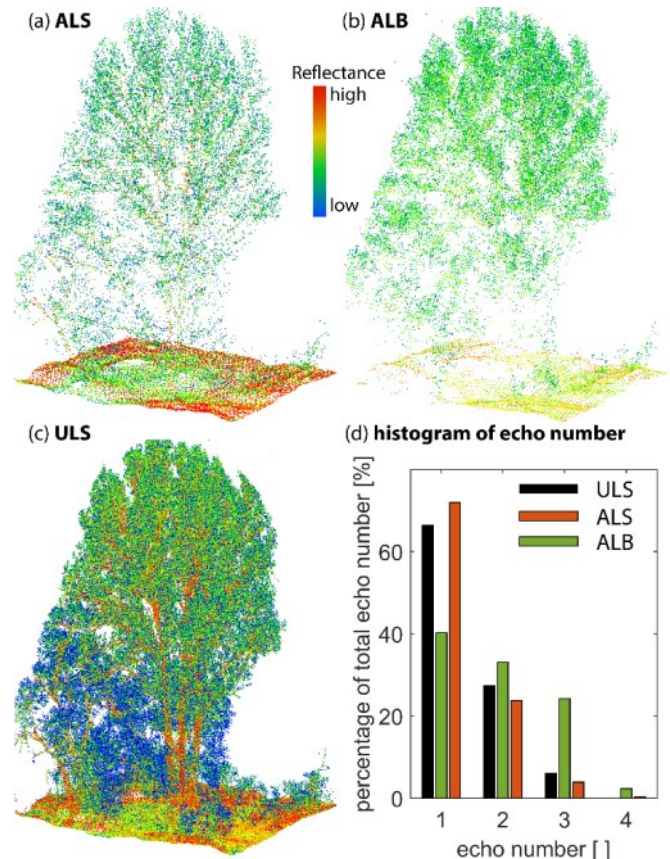 (a) ALS
(b) ALB
Reflectance
high
low
(c) ULS
(d) histogram of echo number
percentage of total echo number [%]
60
40
20
0
ULS
ALS
ALB
1 2 3 4
echo number [ ]